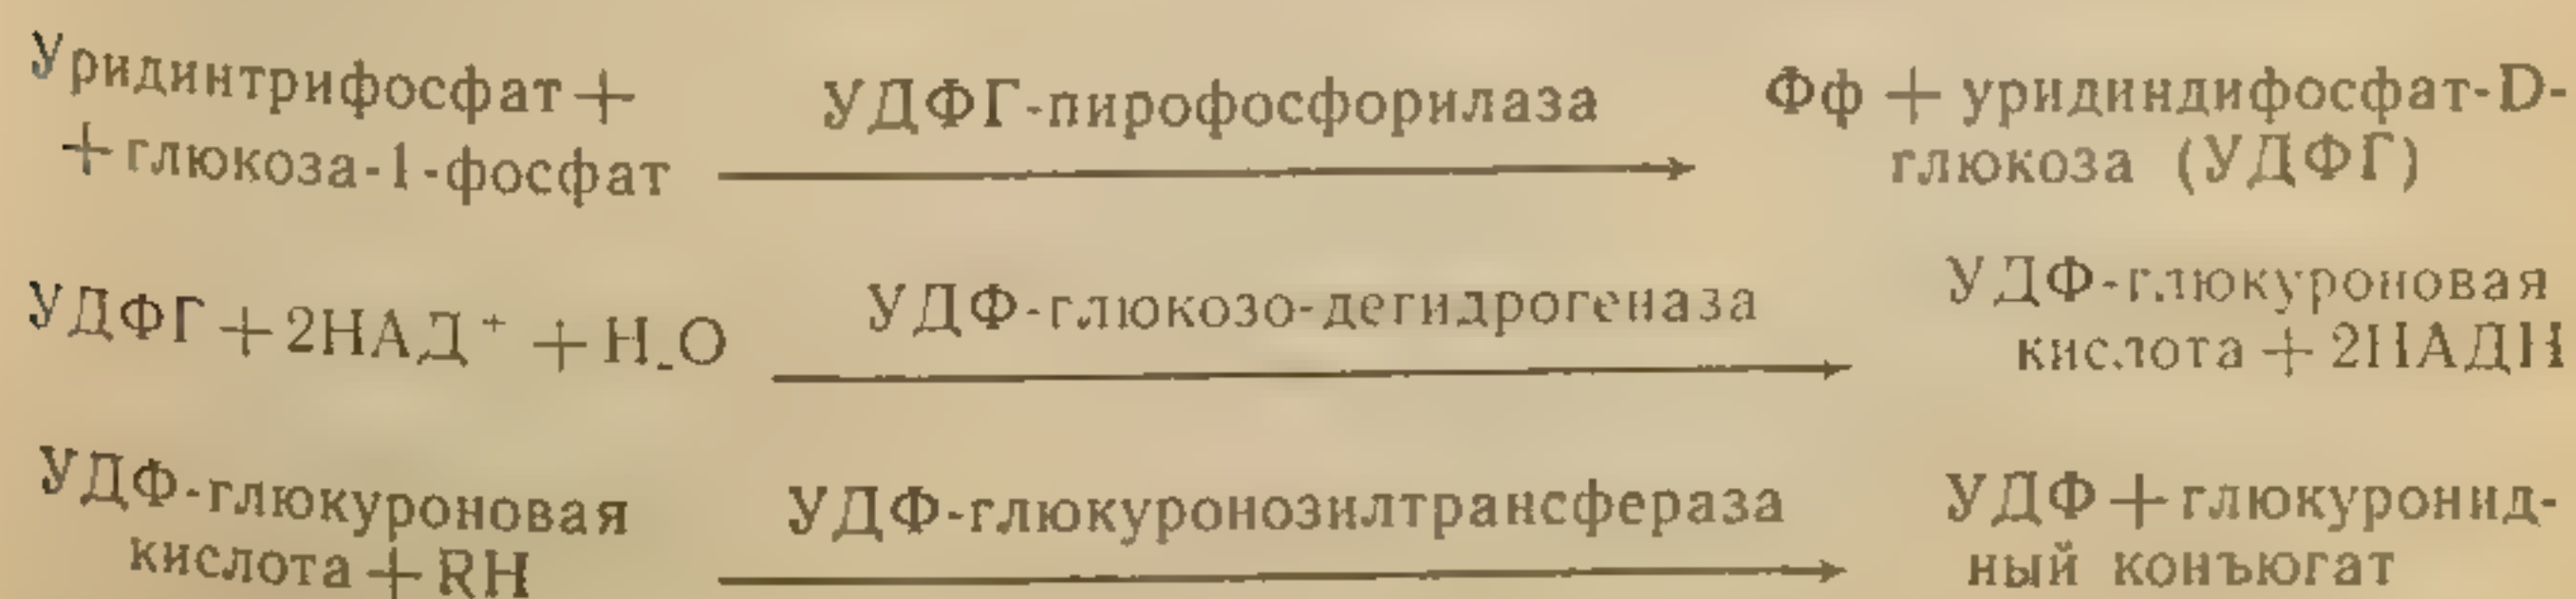 Уридинтрифосфат +
+ глюкоза-1-фосфат
УДФГ-пирофосфорилаза
Фф + уридиндифосфат-D-
глюкоза (УДФГ)
УДФГ + 2НАД⁺ + H₂O
УДФ-глюкозо-дегидрогеназа
УДФ-глюкуроновая
кислота + 2НАДН
УДФ-глюкуроновая
кислота + RH
УДФ-глюкуронозилтрансфераза
УДФ + глюкуронид-
ный конъюгат